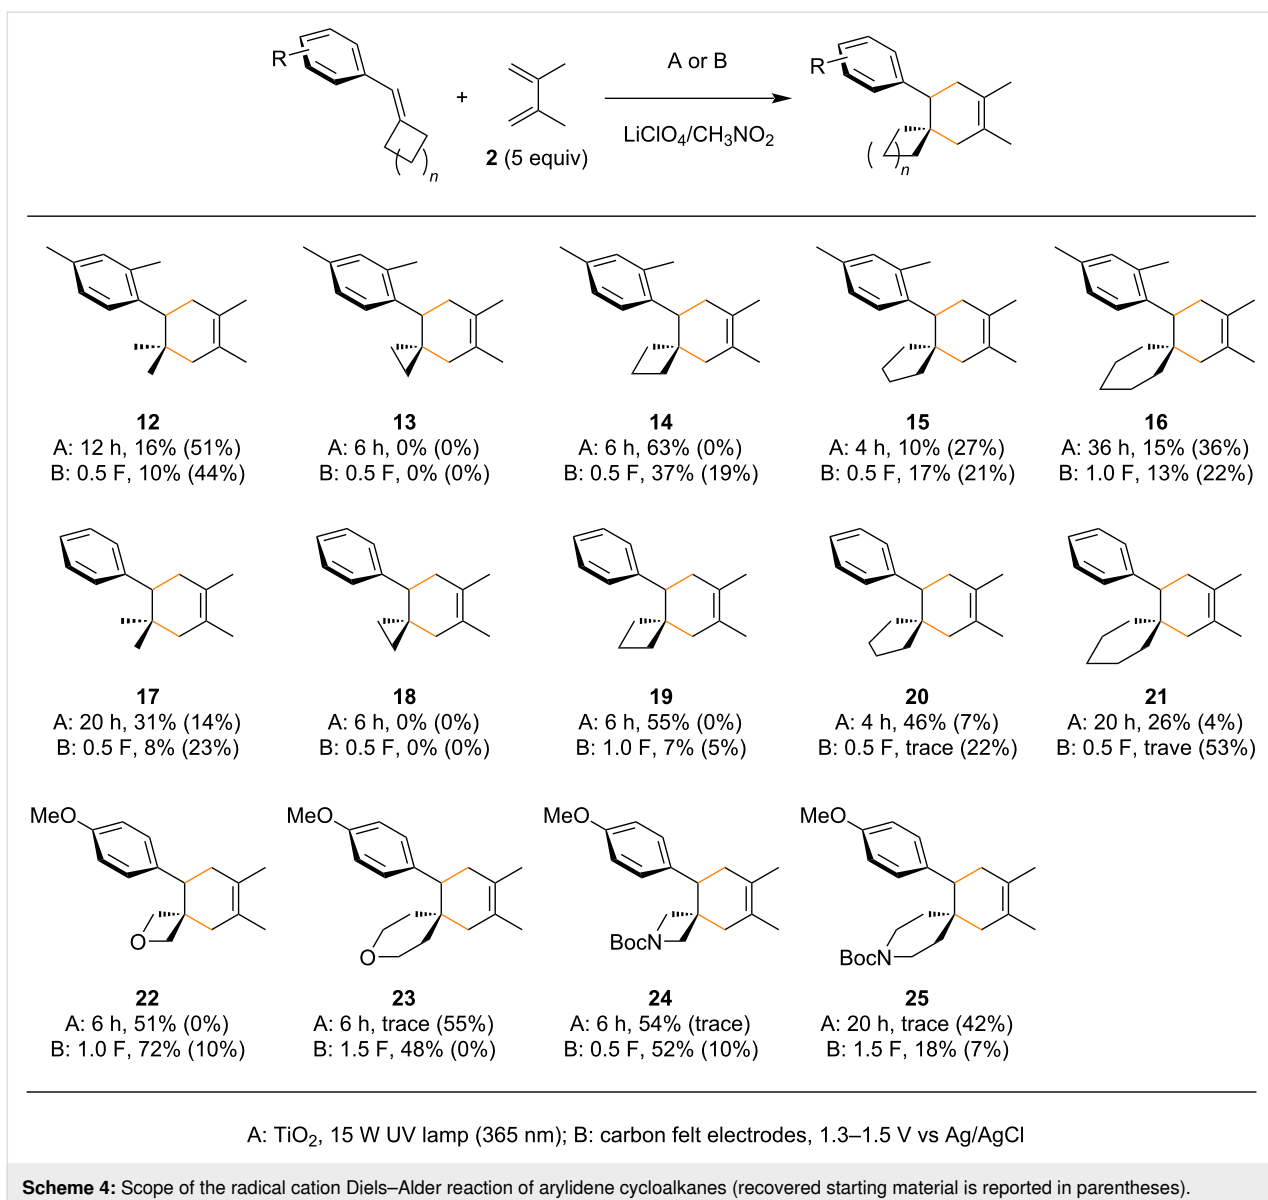 R
R
A or B
+
LiClO4/CH3NO2
2 (5 equiv)
( )n
( )n
12
13
14
15
16
A: 12 h, 16% (51%)
A: 6 h, 0% (0%)
A: 6 h, 63% (0%)
A: 4 h, 10% (27%)
A: 36 h, 15% (36%)
B: 0.5 F, 10% (44%)
B: 0.5 F, 0% (0%)
B: 0.5 F, 37% (19%)
B: 0.5 F, 17% (21%)
B: 1.0 F, 13% (22%)
17
18
19
20
21
A: 20 h, 31% (14%)
A: 6 h, 0% (0%)
A: 6 h, 55% (0%)
A: 4 h, 46% (7%)
A: 20 h, 26% (4%)
B: 0.5 F, 8% (23%)
B: 0.5 F, 0% (0%)
B: 1.0 F, 7% (5%)
B: 0.5 F, trace (22%)
B: 0.5 F, trave (53%)
MeO
MeO
MeO
MeO
O
O
BocN
BocN
22
23
24
25
A: 6 h, 51% (0%)
A: 6 h, trace (55%)
A: 6 h, 54% (trace)
A: 20 h, trace (42%)
B: 1.0 F, 72% (10%)
B: 1.5 F, 48% (0%)
B: 0.5 F, 52% (10%)
B: 1.5 F, 18% (7%)
A: TiO2, 15 W UV lamp (365 nm); B: carbon felt electrodes, 1.3–1.5 V vs Ag/AgCl
Scheme 4: Scope of the radical cation Diels–Alder reaction of arylidene cycloalkanes (recovered starting material is reported in parentheses).